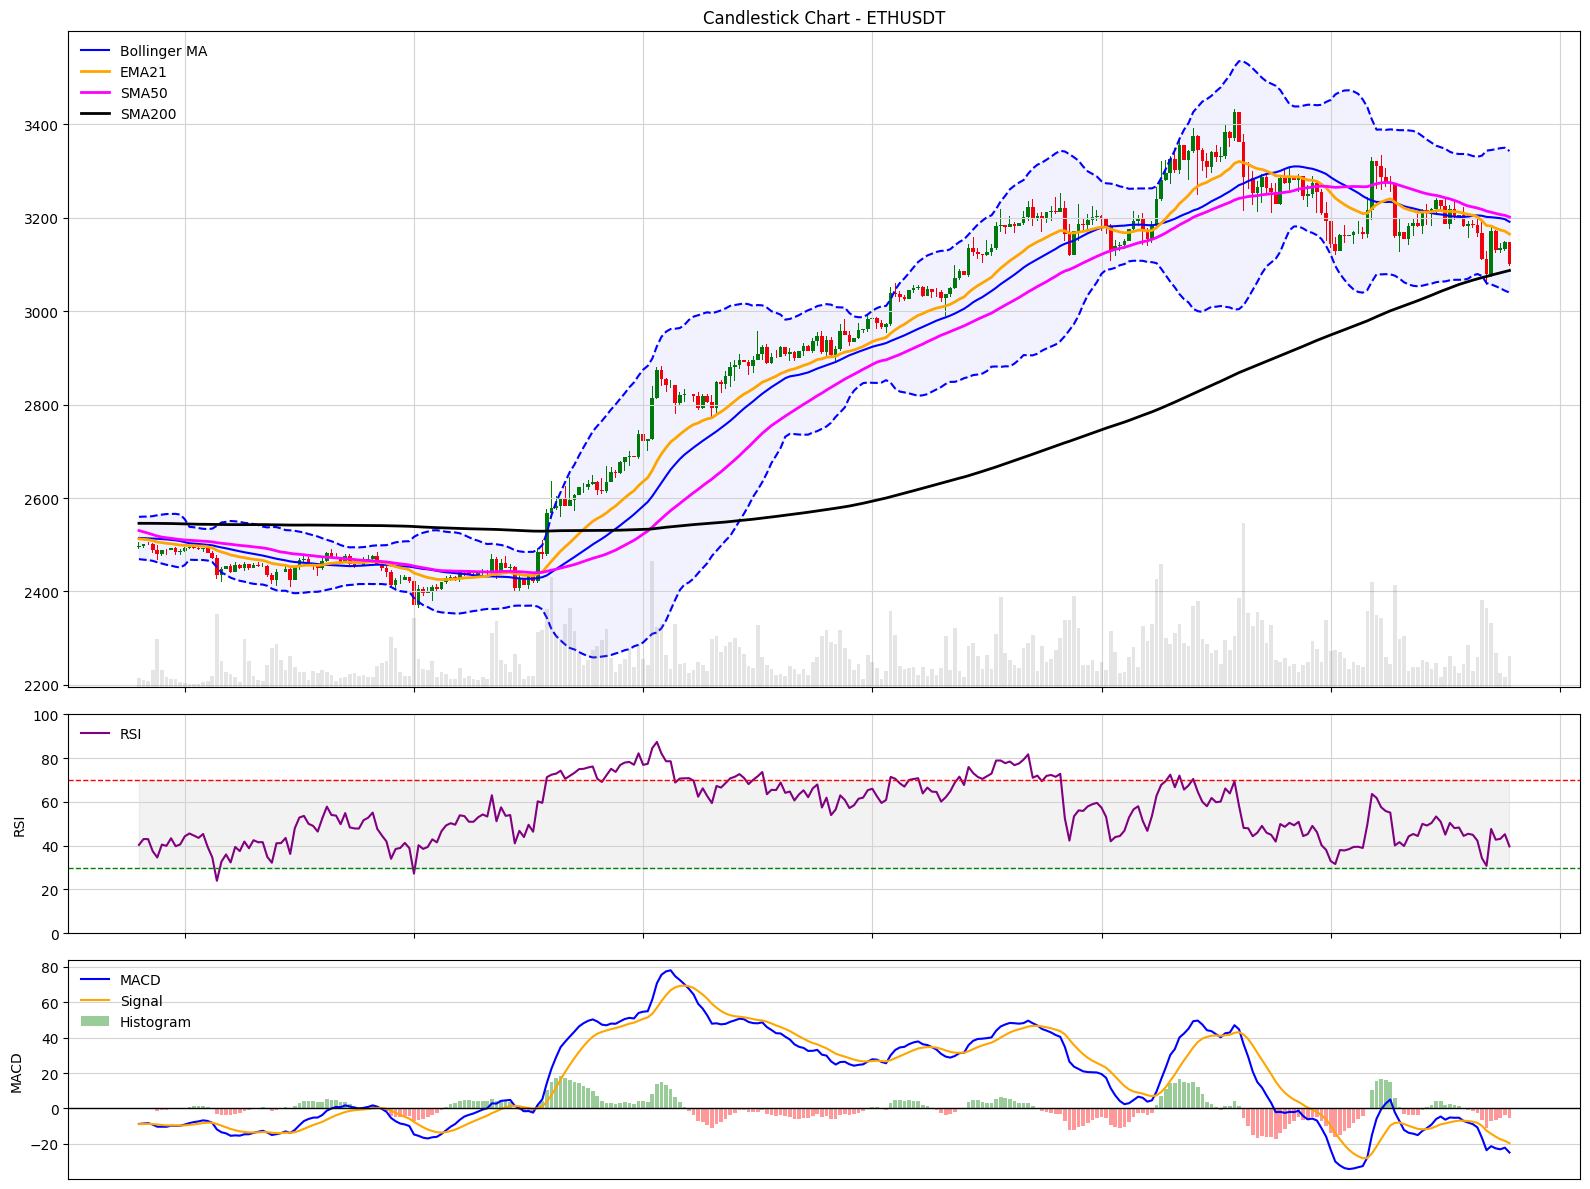 Candlestick Chart - ETHUSDT
Bollinger MA
EMA21
SMA50
SMA200
3400
3200
3000
2800
2600
2400
2200
100
RSI
80
60
RSI
40
20
0
80
MACD
60
Signal
40
Histogram
20
MACD
0
−20